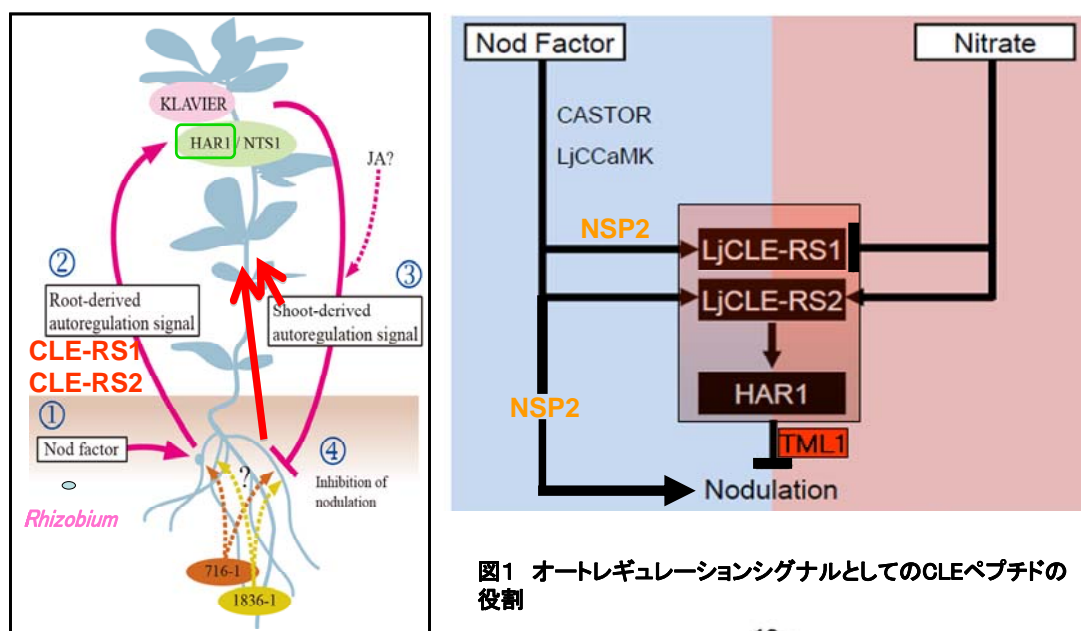 KLAVIER
HAR1 / NTS1
JA?
②
③
Root-derived
autoregulation signal
Shoot-derived
autoregulation signal
CLE-RS1
CLE-RS2
①
Nod factor
④
?
Inhibition of
nodulation
Rhizobium
716-1
1836-1
Nod Factor
Nitrate
CASTOR
LjCCaMK
NSP2
LjCLE-RS1
LjCLE-RS2
NSP2
HAR1
TML1
Nodulation
図1 オートレギュレーションシグナルとしてのCLEペプチドの
役割